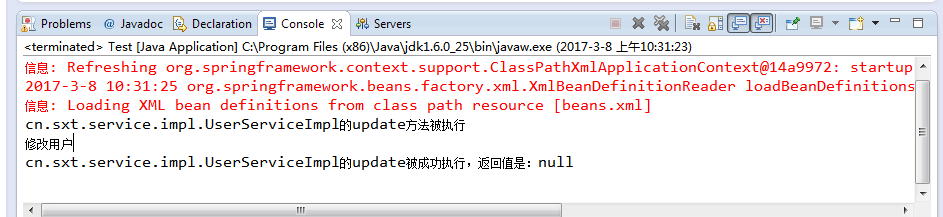 Problems @ Javadoc Declaration Console Servers
<terminated> Test [Java Application] C:\Program Files (x86)\Java\jdk1.6.0_25\bin\javaw.exe (2017-3-8 上午10:31:23)
信息: Refreshing org.springframework.context.support.ClassPathXmlApplicationContext@14a9972: startup
2017-3-8 10:31:25 org.springframework.beans.factory.xml.XmlBeanDefinitionReader loadBeanDefinitions
信息: Loading XML bean definitions from class path resource [beans.xml]
cn.sxt.service.impl.UserServiceImpl的update方法被执行
修改用户
cn.sxt.service.impl.UserServiceImpl的update被成功执行，返回值是：null